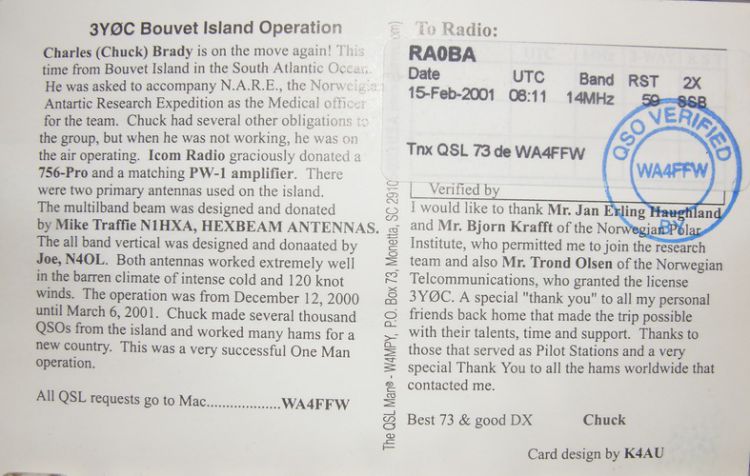 3YØC Bouvet Island Operation
Charles (Chuck) Brady is on the move again! This
time from Bouvet Island in the South Atlantic Ocean.
He was asked to accompany N.A.R.E., the Norweigian
Antartic Research Expedition as the Medical officer
for the team. Chuck had several other obligations to
the group, but when he was not working, he was on
the air operating. Icom Radio graciously donated a
756-Pro and a matching PW-1 amplifier. There
were two primary antennas used on the island.
The multiband beam was designed and donated
by Mike Traffie N1HXA, HEXBEAM ANTENNAS.
The all band vertical was designed and donaated by
Joe, N4OL. Both antennas worked extremely well
in the barren climate of intense cold and 120 knot
winds. The operation was from December 12, 2000
until March 6, 2001. Chuck made several thousand
QSOs from the island and worked many hams for a
new country. This was a very successful One Man
operation.
All QSL requests go to Mac...................WA4FFW
The QSL Man® - W4MPY, P.O. Box 73, Monetta, SC 2910
To Radio:
RA0BA
Date UTC Band RST 2X
15-Feb-2001 08:11 14MHz 59 SSB
Tnx QSL 73 de WA4FFW
Verified by
QSO VERIFIED
WA4FFW
BY
I would like to thank Mr. Jan Erling Haughland
and Mr. Bjorn Krafft of the Norwegian Polar
Institute, who permitted me to join the research
team and also Mr. Trond Olsen of the Norwegian
Telcommunications, who granted the license
3YØC. A special "thank you" to all my personal
friends back home that made the trip possible
with their talents, time and support. Thanks to
those that served as Pilot Stations and a very
special Thank You to all the hams worldwide that
contacted me.
Best 73 & good DX Chuck
Card design by K4AU